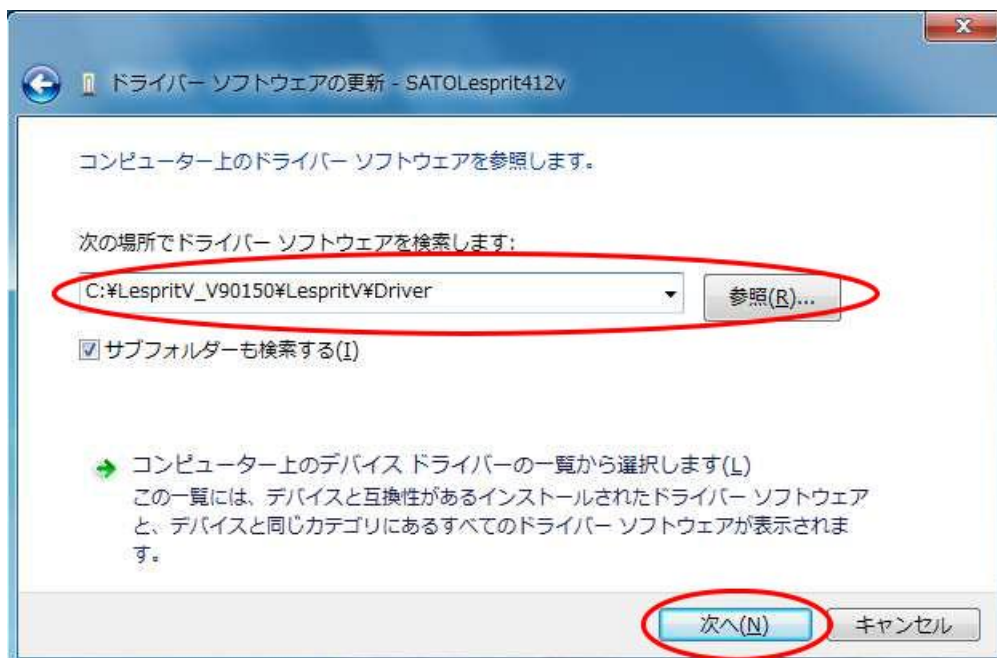 ドライバー ソフトウェアの更新 - SATOLesprit412v
コンピューター上のドライバー ソフトウェアを参照します。
次の場所でドライバー ソフトウェアを検索します:
C:¥LespritV_V90150¥LespritV¥Driver
参照(R)...
サブフォルダーも検索する(I)
コンピューター上のデバイス ドライバーの一覧から選択します(L)
この一覧には、デバイスと互換性があるインストールされたドライバー ソフトウェア
と、デバイスと同じカテゴリにあるすべてのドライバー ソフトウェアが表示されま
す。
次へ(N)
キャンセル